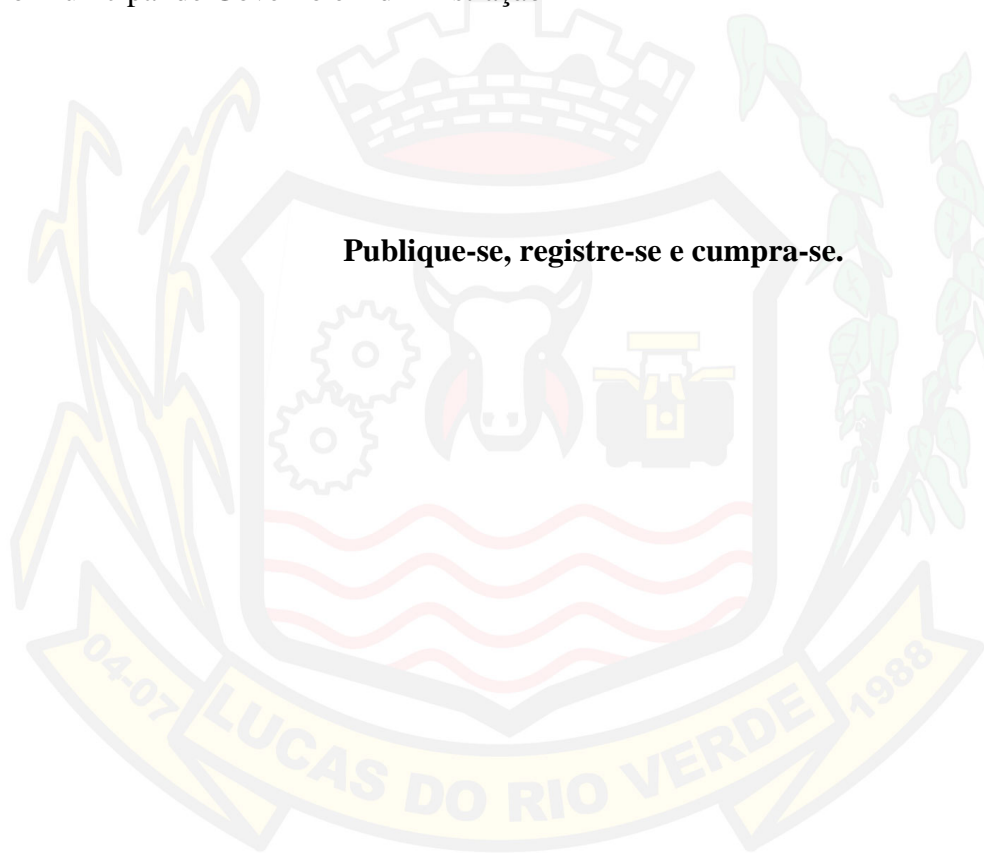 Publique-se, registre-se e cumpra-se.
04-07
LUCAS DO RIO VERDE
1988